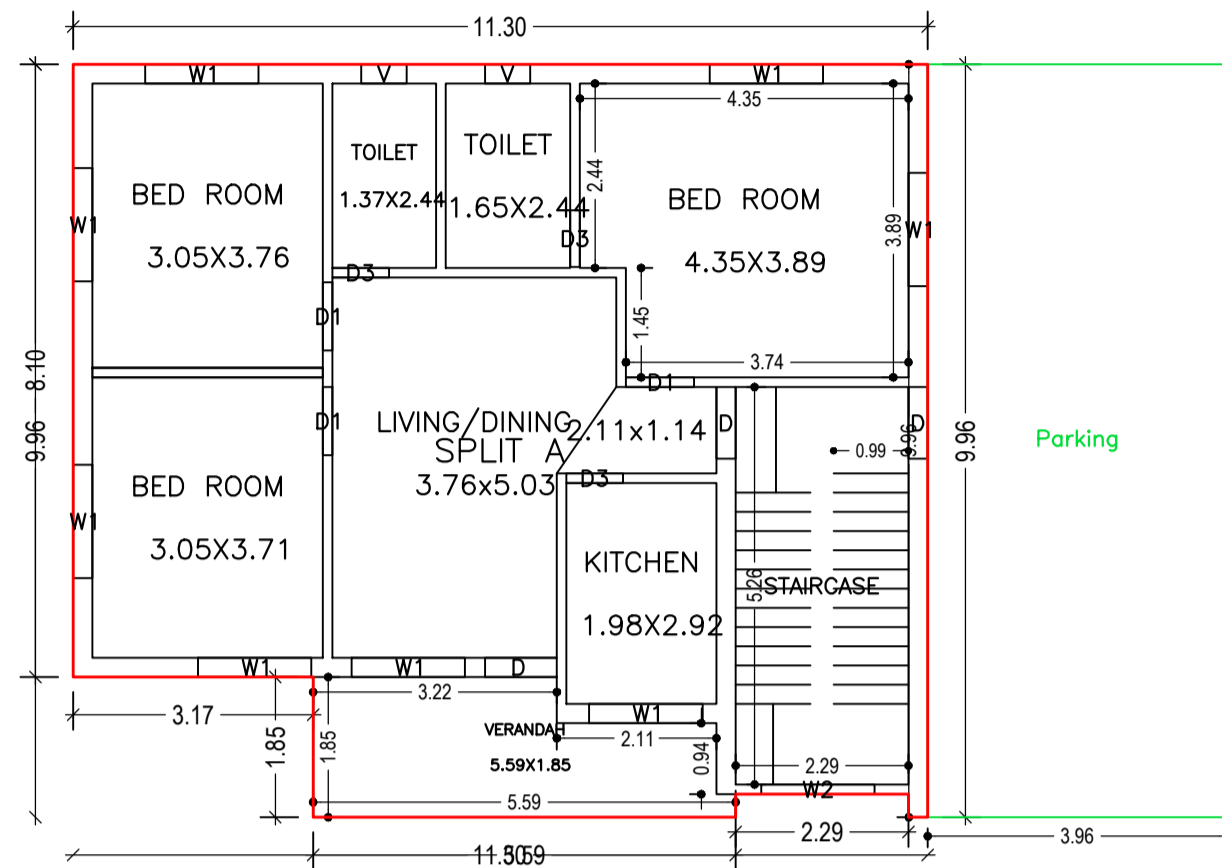 11.30
W1
V
V
W1
4.35
TOILET
TOILET
2.44
BED ROOM
BED ROOM
1.37X2.44
1.65X2.44
3.89
W1
W1
D3
3.05X3.76
4.35X3.89
D3
D1
1.45
8.10
3.74
D1
9.96
D1
LIVING/DINING
2.11x1.14
D
D
3.96
9.96
Parking
SPLIT A
0.99
3.76x5.03
D3
BED ROOM
W1
3.05X3.71
KITCHEN
5.26
STAIRCASE
1.98X2.92
W1
W1
D
3.22
3.17
W1
1.85
1.85
VERANDAH
2.11
0.94
5.59X1.85
2.29
W2
5.59
2.29
3.96
11.30
5.59